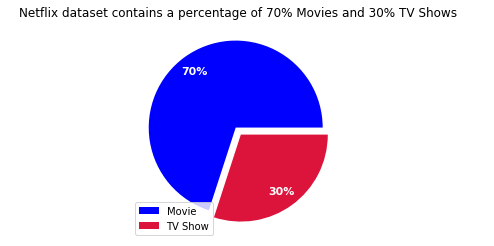 Netflix dataset contains a percentage of 70% Movies and 30% TV Shows
70%
30%
Movie
TV Show